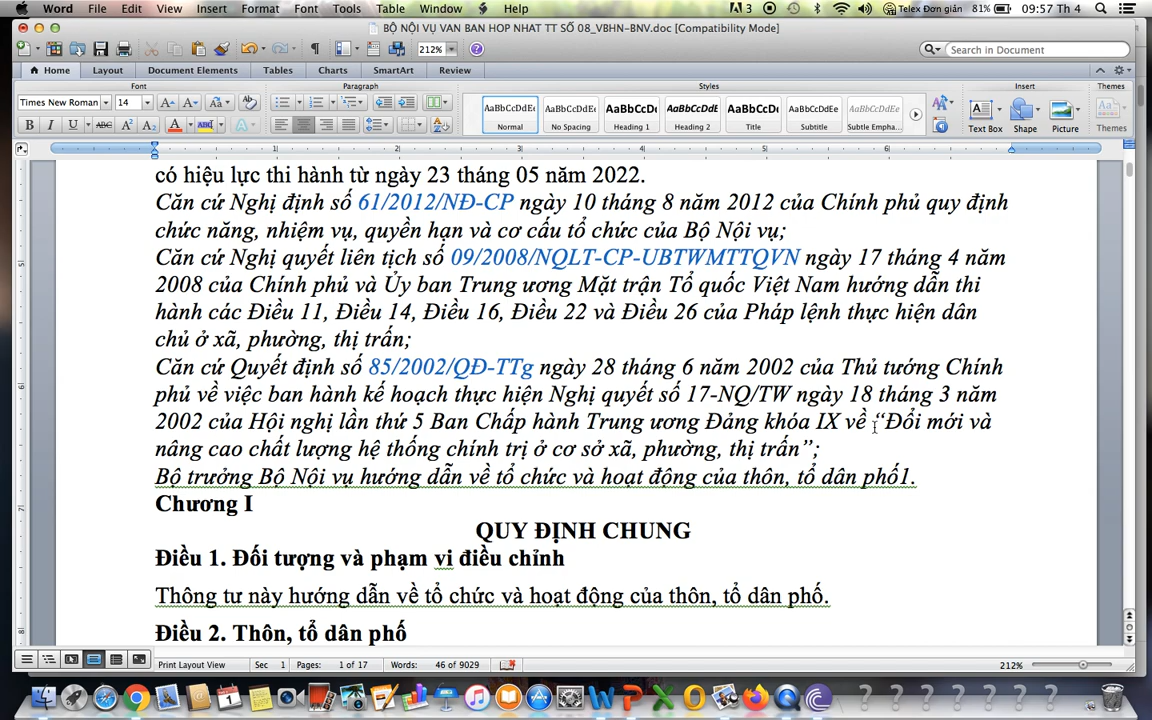 Word File Edit View Insert Format Font Tools Table Window Help 3 Telex Đơn giản 81% 09:57 Th 4
BỘ NỘI VỤ VAN BAN HOP NHAT TT SỐ 08_VBHN-BNV.doc [Compatibility Mode]
212% Search in Document
Home Layout Document Elements Tables Charts SmartArt Review
Font Paragraph Styles Insert Themes
Times New Roman 14 A A Aa AaBbCcDdEe AaBbCcDdEe AaBbCcDc AaBbCcDdE AaBbCcDc AaBbCcDdEe AaBbCcDdEe
B I U ABC A² A₂ A ABC A Normal No Spacing Heading 1 Heading 2 Title Subtitle Subtle Empha... Text Box Shape Picture Themes
1 2 3 4 5 6
có hiệu lực thi hành từ ngày 23 tháng 05 năm 2022.
Căn cứ Nghị định số 61/2012/NĐ-CP ngày 10 tháng 8 năm 2012 của Chính phủ quy định
chức năng, nhiệm vụ, quyền hạn và cơ cấu tổ chức của Bộ Nội vụ;
Căn cứ Nghị quyết liên tịch số 09/2008/NQLT-CP-UBTWMTTQVN ngày 17 tháng 4 năm
2008 của Chính phủ và Ủy ban Trung ương Mặt trận Tổ quốc Việt Nam hướng dẫn thi
hành các Điều 11, Điều 14, Điều 16, Điều 22 và Điều 26 của Pháp lệnh thực hiện dân
chủ ở xã, phường, thị trấn;
Căn cứ Quyết định số 85/2002/QĐ-TTg ngày 28 tháng 6 năm 2002 của Thủ tướng Chính
phủ về việc ban hành kế hoạch thực hiện Nghị quyết số 17-NQ/TW ngày 18 tháng 3 năm
2002 của Hội nghị lần thứ 5 Ban Chấp hành Trung ương Đảng khóa IX về “Đổi mới và
nâng cao chất lượng hệ thống chính trị ở cơ sở xã, phường, thị trấn”;
Bộ trưởng Bộ Nội vụ hướng dẫn về tổ chức và hoạt động của thôn, tổ dân phố1.
Chương I
QUY ĐỊNH CHUNG
Điều 1. Đối tượng và phạm vi điều chỉnh
Thông tư này hướng dẫn về tổ chức và hoạt động của thôn, tổ dân phố.
Điều 2. Thôn, tổ dân phố
Print Layout View Sec 1 Pages: 1 of 17 Words: 46 of 9029 212%